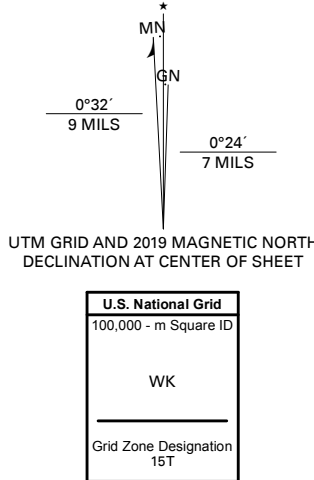 ★
MN
GN
0°32´
9 MILS
0°24´
7 MILS
UTM GRID AND 2019 MAGNETIC NORTH
DECLINATION AT CENTER OF SHEET
U.S. National Grid
100,000 - m Square ID
WK
Grid Zone Designation
15T